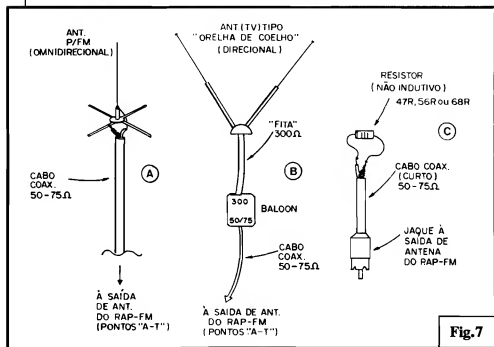 ANT.
P/FM
(OMNIDIRECIONAL)
CABO
COAX.
50-75Ω
A
À SAÍDA
DE ANT.
DO RAP-FM
(PONTOS "A-T")
ANT.(TV) TIPO
"ORELHA DE COELHO"
(DIRECIONAL)
"FITA"
300Ω
B
300
50/75
BALOON
CABO
COAX.
50-75Ω
À SAÍDA
DE ANT.
DO RAP-FM
(PONTOS "A-T")
RESISTOR
(NÃO INDUTIVO)
47R, 56R ou 68R
C
CABO COAX.
(CURTO)
50-75Ω
JAQUE À
SAÍDA DE
ANTENA
DO RAP-FM
Fig.7